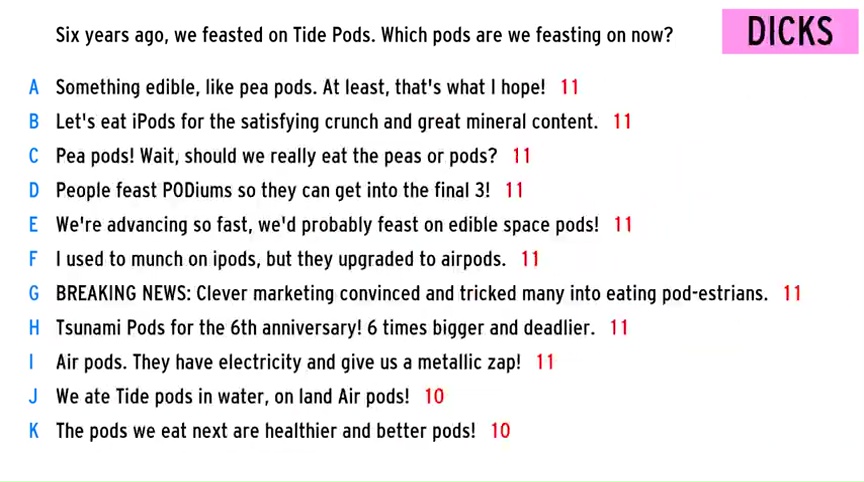 Six years ago, we feasted on Tide Pods. Which pods are we feasting on now?
DICKS
A Something edible, like pea pods. At least, that's what I hope! 11
B Let's eat iPods for the satisfying crunch and great mineral content. 11
C Pea pods! Wait, should we really eat the peas or pods? 11
D People feast PODiums so they can get into the final 3! 11
E We're advancing so fast, we'd probably feast on edible space pods! 11
F I used to munch on ipods, but they upgraded to airpods. 11
G BREAKING NEWS: Clever marketing convinced and tricked many into eating pod-estrians. 11
H Tsunami Pods for the 6th anniversary! 6 times bigger and deadlier. 11
I Air pods. They have electricity and give us a metallic zap! 11
J We ate Tide pods in water, on land Air pods! 10
K The pods we eat next are healthier and better pods! 10